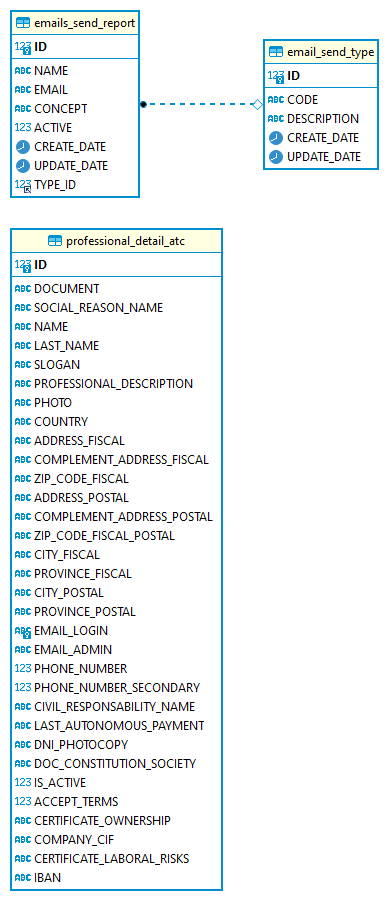 emails_send_report
123 ID
ABC NAME
ABC EMAIL
ABC CONCEPT
123 ACTIVE
CREATE_DATE
UPDATE_DATE
123 TYPE_ID
email_send_type
123 ID
ABC CODE
ABC DESCRIPTION
CREATE_DATE
UPDATE_DATE
professional_detail_atc
123 ID
ABC DOCUMENT
ABC SOCIAL_REASON_NAME
ABC NAME
ABC LAST_NAME
ABC SLOGAN
ABC PROFESSIONAL_DESCRIPTION
ABC PHOTO
ABC COUNTRY
ABC ADDRESS_FISCAL
ABC COMPLEMENT_ADDRESS_FISCAL
ABC ZIP_CODE_FISCAL
ABC ADDRESS_POSTAL
ABC COMPLEMENT_ADDRESS_POSTAL
ABC ZIP_CODE_FISCAL_POSTAL
ABC CITY_FISCAL
ABC PROVINCE_FISCAL
ABC CITY_POSTAL
ABC PROVINCE_POSTAL
ABC EMAIL_LOGIN
ABC EMAIL_ADMIN
123 PHONE_NUMBER
123 PHONE_NUMBER_SECONDARY
ABC CIVIL_RESPONSABILITY_NAME
ABC LAST_AUTONOMOUS_PAYMENT
ABC DNI_PHOTOCOPY
ABC DOC_CONSTITUTION_SOCIETY
123 IS_ACTIVE
123 ACCEPT_TERMS
ABC CERTIFICATE_OWNERSHIP
ABC COMPANY_CIF
ABC CERTIFICATE_LABORAL_RISKS
ABC IBAN